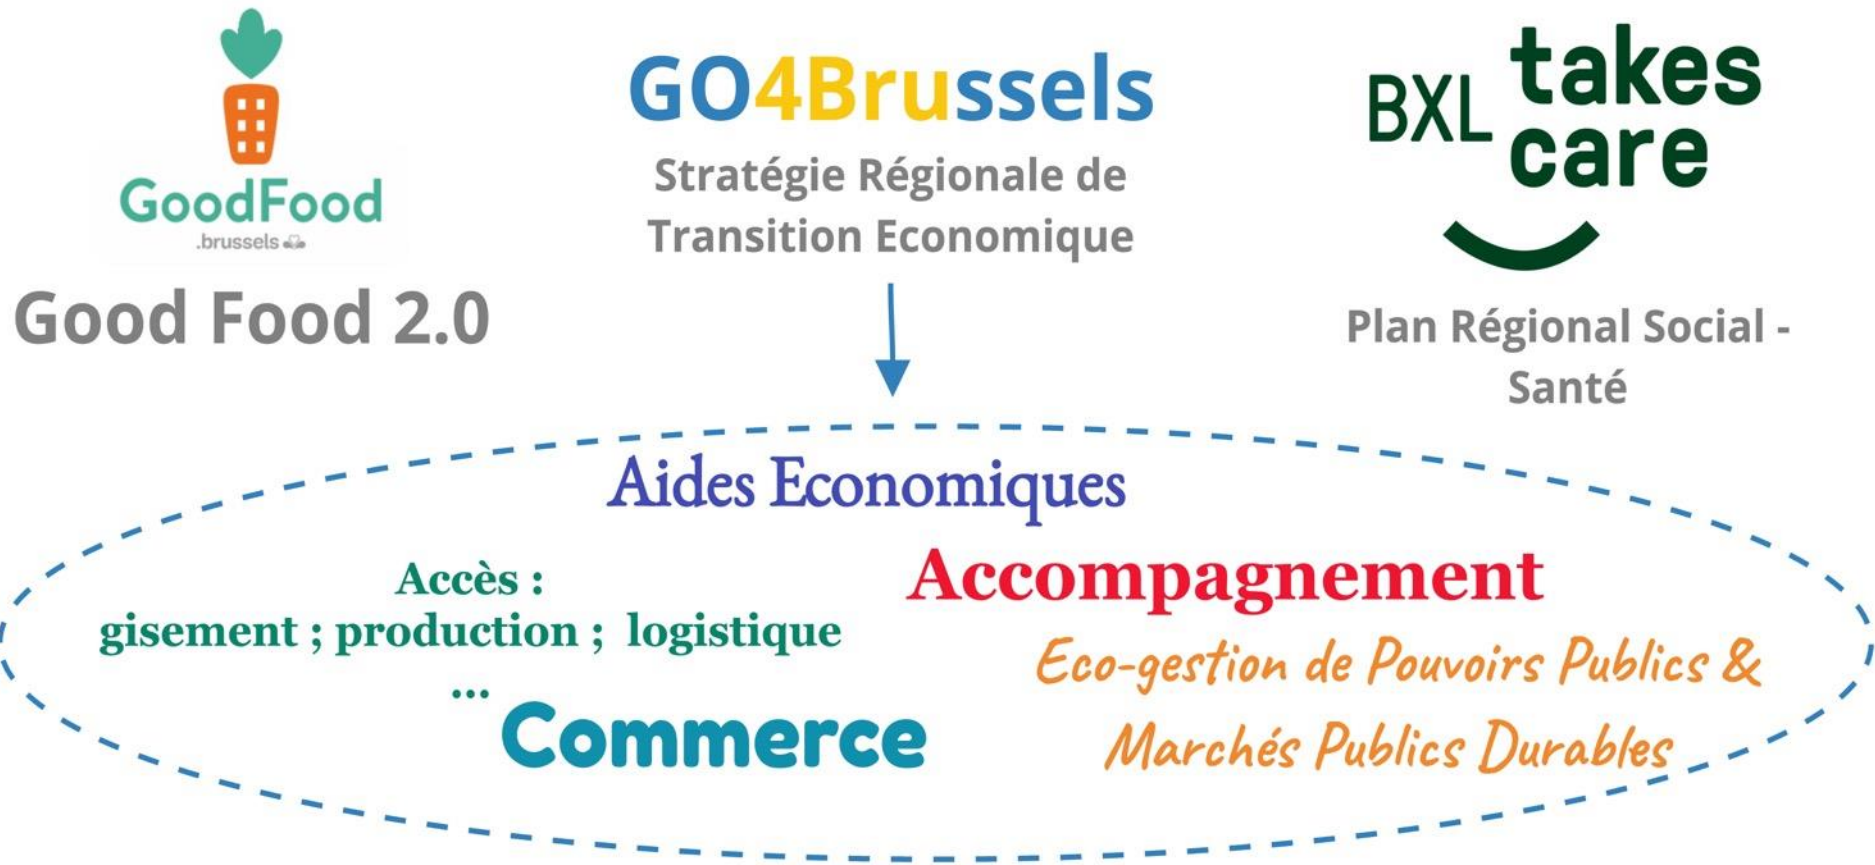 GoodFood
.brussels
Good Food 2.0
GO4Brussels
Stratégie Régionale de
Transition Economique
BXL takes
care
Plan Régional Social -
Santé
Aides Economiques
Accès :
gisement ; production ; logistique
...
Commerce
Accompagnement
Eco-gestion de Pouvoirs Publics &
Marchés Publics Durables